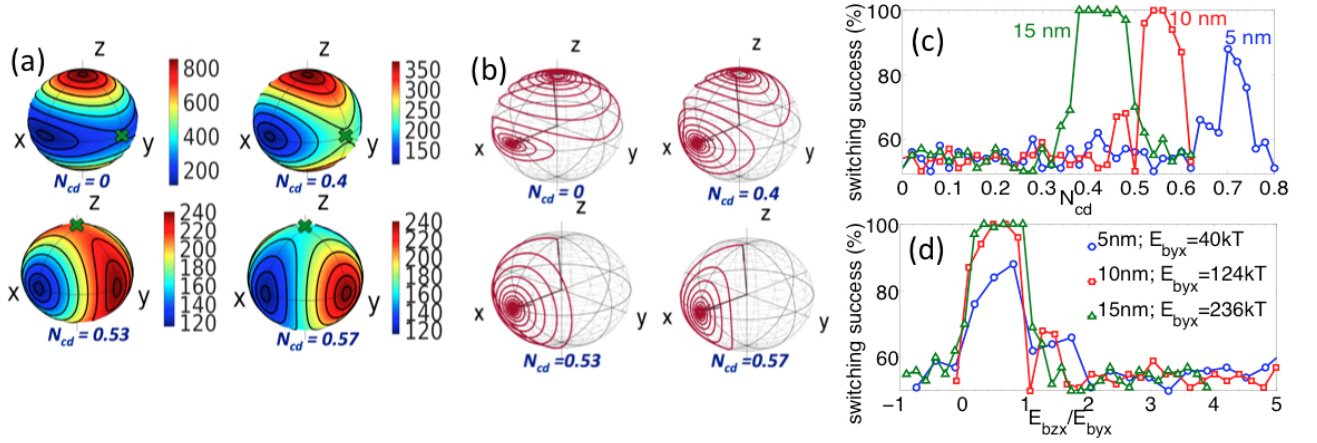 (a)
z
x
y
N_cd = 0
800
600
400
200
z
x
y
N_cd = 0.4
350
300
250
200
150
z
x
y
N_cd = 0.53
240
220
200
180
160
140
120
z
x
y
N_cd = 0.57
240
220
200
180
160
140
120
(b)
z
x
y
N_cd = 0
z
x
y
N_cd = 0.4
z
x
y
N_cd =0.53
z
x
y
N_cd =0.57
(c)
switching success (%)
100
80
60
15 nm
10 nm
5 nm
0 0.1 0.2 0.3 0.4 0.5 0.6 0.7 0.8
N_cd
(d)
switching success (%)
100
80
60
5nm; E_byx=40kT
10nm; E_byx=124kT
15nm; E_byx=236kT
−1 0 1 2 3 4 5
E_bzx/E_byx